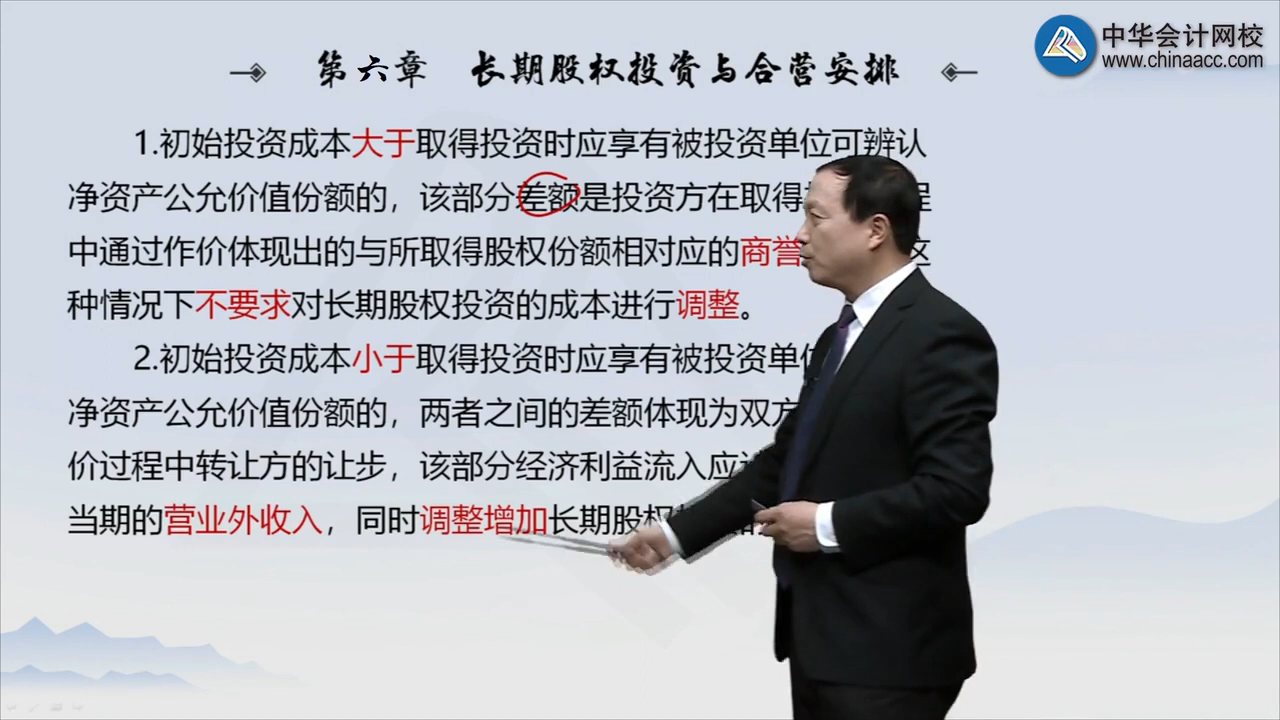 中华会计网校
www.chinaacc.com
第六章 长期股权投资与合营安排
1.初始投资成本大于取得投资时应享有被投资单位可辨认
净资产公允价值份额的，该部分差额是投资方在取得
中通过作价体现出的与所取得股权份额相对应的商誉
种情况下不要求对长期股权投资的成本进行调整。
2.初始投资成本小于取得投资时应享有被投资单位
净资产公允价值份额的，两者之间的差额体现为双方
价过程中转让方的让步，该部分经济利益流入应
当期的营业外收入，同时调整增加长期股权